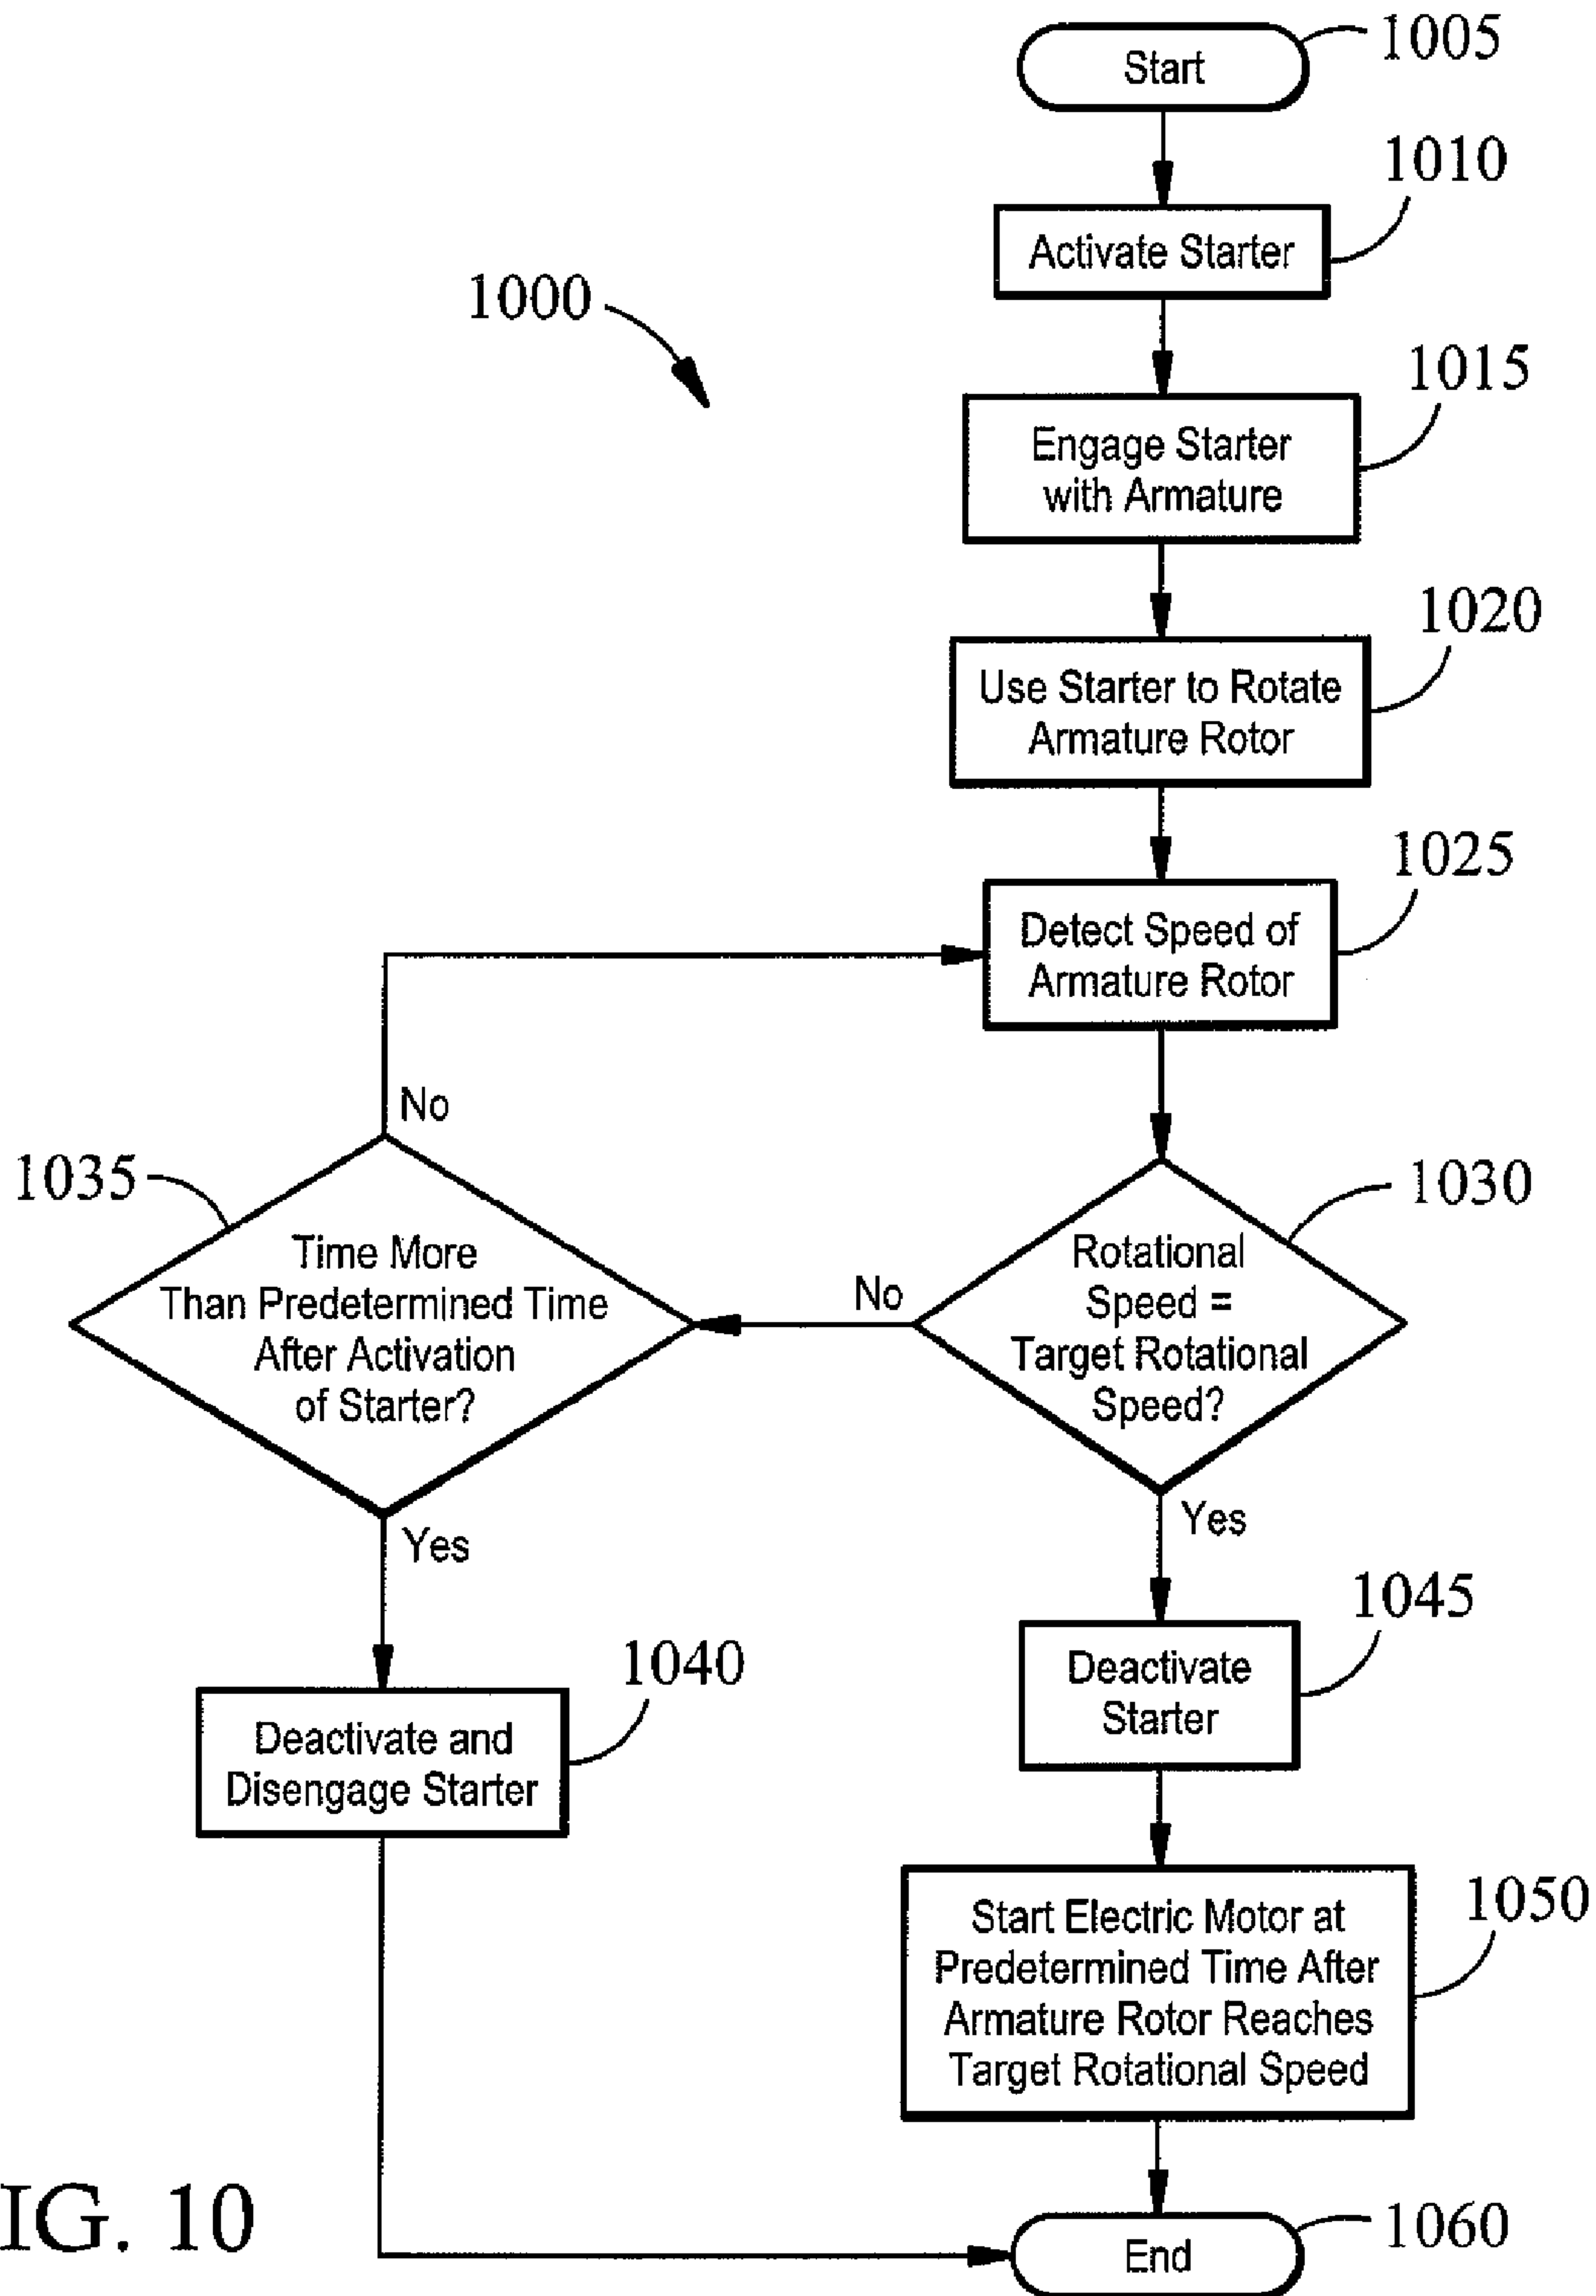 Start
1005
1010
Activate Starter
1000
1015
Engage Starter
with Armature
1020
Use Starter to Rotate
Armature Rotor
1025
Detect Speed of
Armature Rotor
No
1035
Time More
Than Predetermined Time
After Activation
of Starter?
No
1030
Rotational
Speed =
Target Rotational
Speed?
Yes
Yes
1040
Deactivate and
Disengage Starter
1045
Deactivate
Starter
1050
Start Electric Motor at
Predetermined Time After
Armature Rotor Reaches
Target Rotational Speed
IG. 10
End
1060